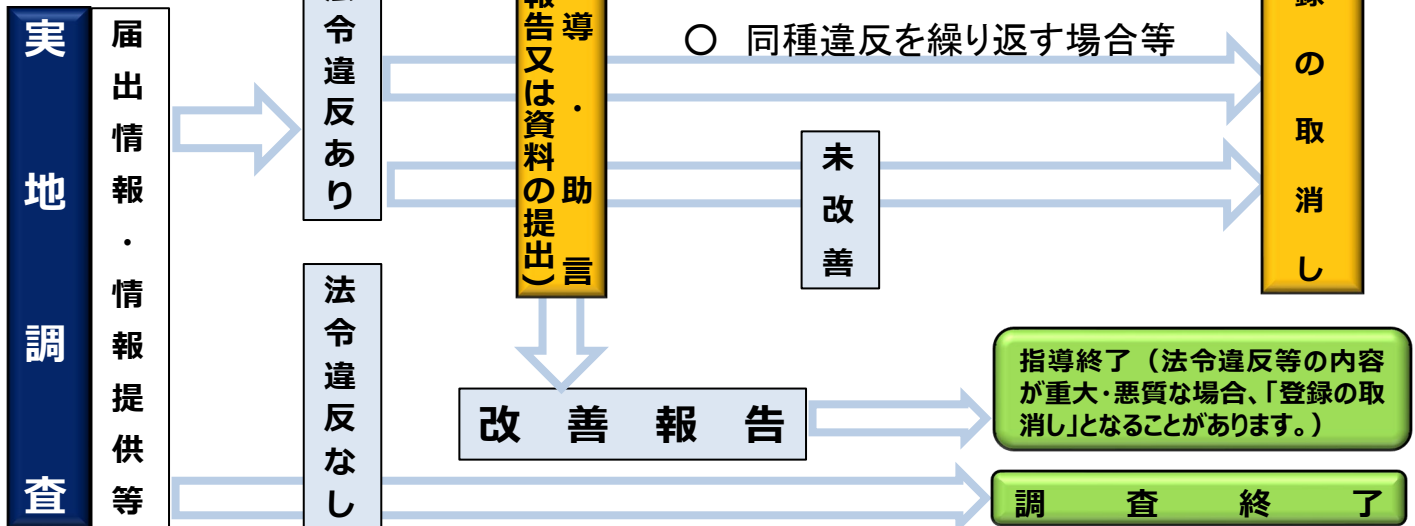 実地調査
届出情報・情報提供等
法令違反あり
導・助言
報告又は資料の提出）
○ 同種違反を繰り返す場合等
未改善
録の取消し
法令違反なし
改善報告
指導終了（法令違反等の内容
が重大・悪質な場合、「登録の取
消し」となることがあります。）
調査終了